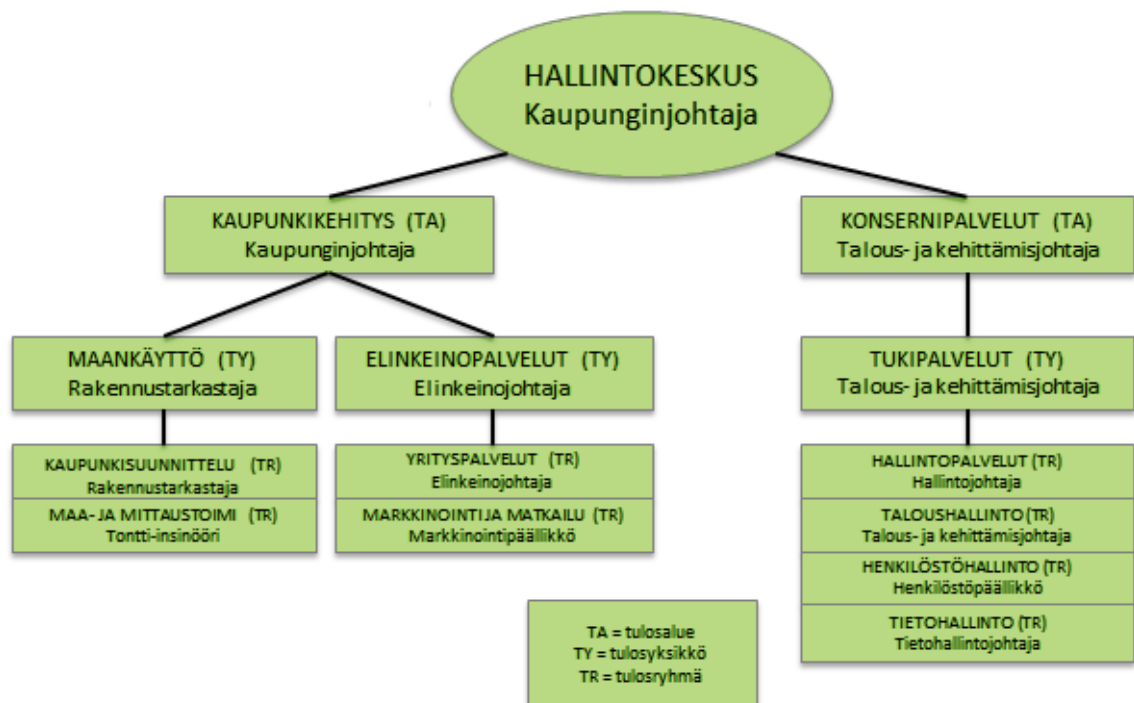 HALLINTOKESKUS
Kaupunginjohtaja
KAUPUNKIKEHITYS (TA)
Kaupunginjohtaja
KONSERNIPALVELUT (TA)
Talous- ja kehittämisjohtaja
MAANKÄYTTÖ (TY)
Rakennustarkastaja
ELINKEINOPALVELUT (TY)
Elinkeinojohtaja
TUKIPALVELUT (TY)
Talous- ja kehittämisjohtaja
KAUPUNKISUUNNITTELU (TR)
Rakennustarkastaja
MAA- JA MITTAUSTOIMI (TR)
Tontti-insinööri
YRITYSPALVELUT (TR)
Elinkeinojohtaja
MARKKINOINTI JA MATKAILU (TR)
Markkinointipäällikkö
HALLINTOPALVELUT (TR)
Hallintojohtaja
TALOUSHALLINTO (TR)
Talous- ja kehittämisjohtaja
HENKILÖSTÖHALLINTO (TR)
Henkilöstöpäällikkö
TIETOHALLINTO (TR)
Tietohallintojohtaja
TA = tulosalue
TY = tulosyksikkö
TR = tulosryhmä